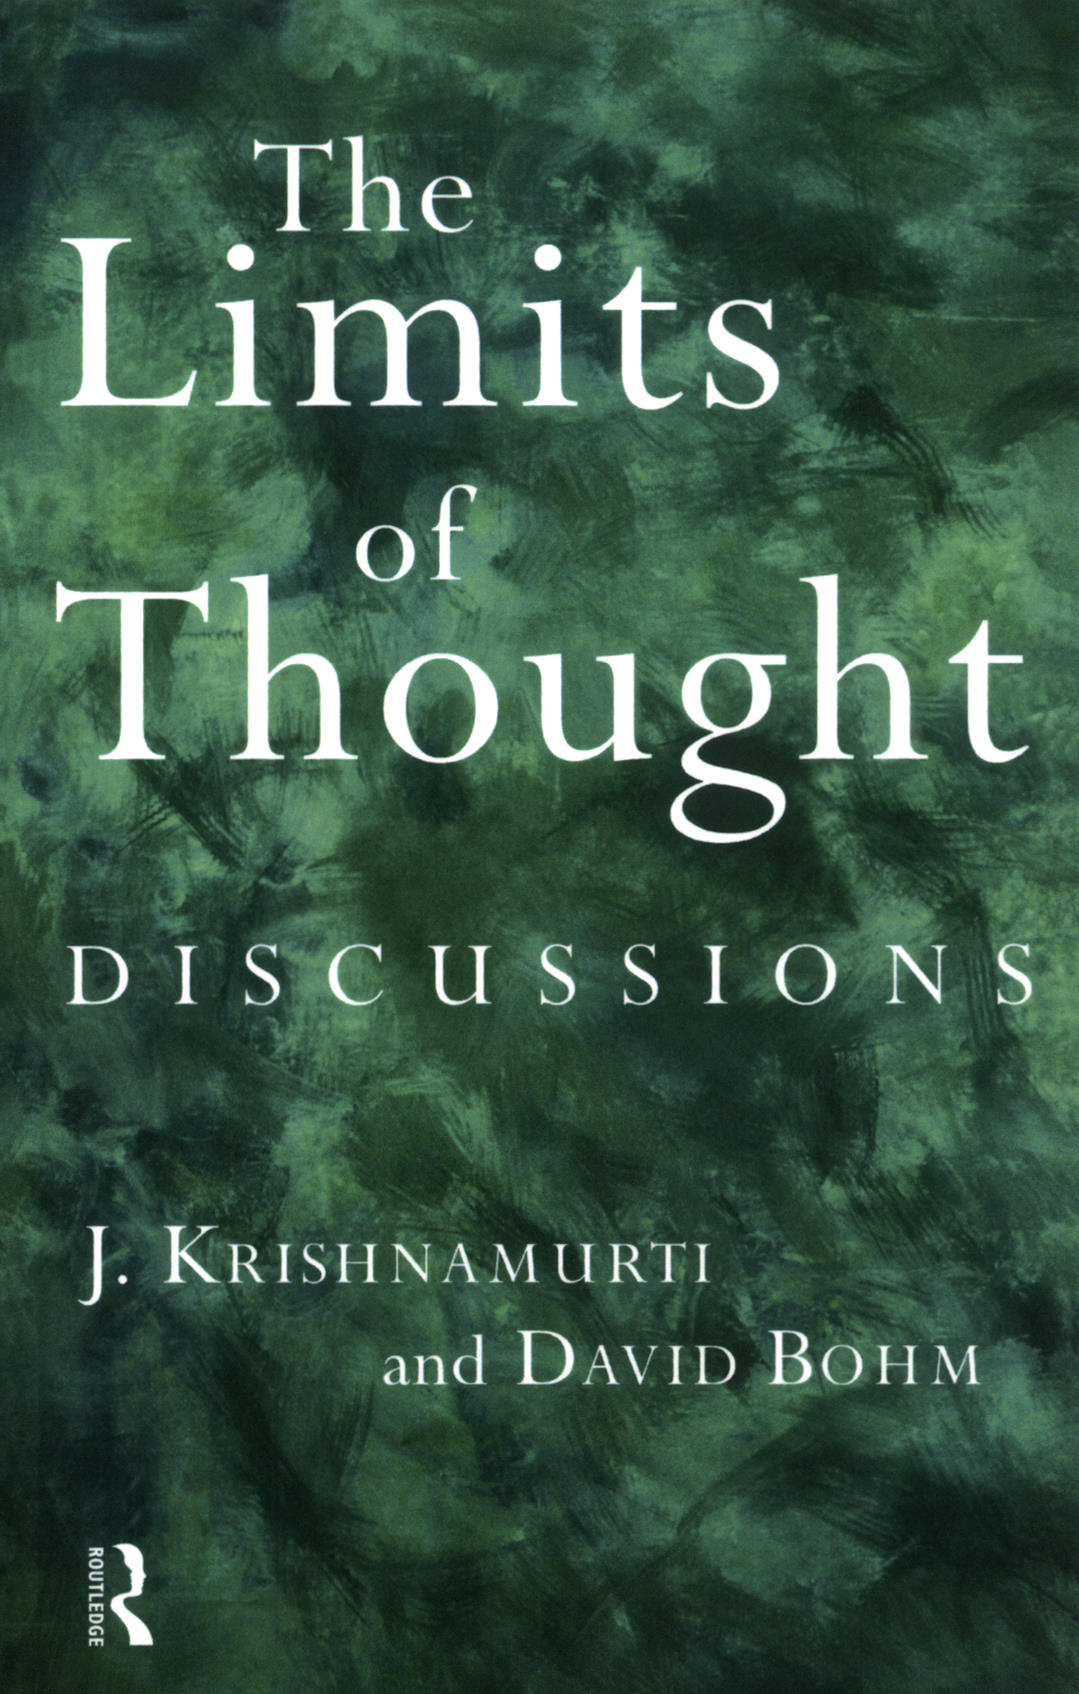 The
Limits
of
Thought
DISCUSSIONS
J. KRISHNAMURTI
and DAVID BOHM
ROUTLEDGE